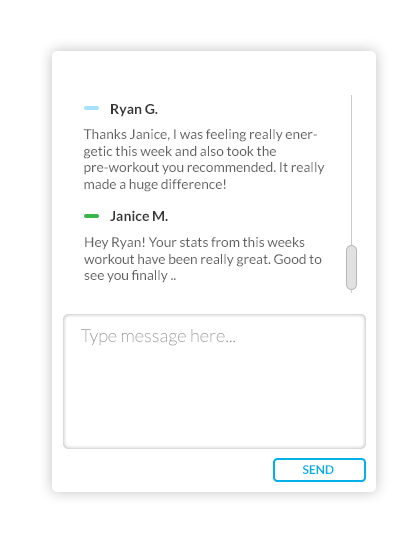 Ryan G.
Thanks Janice, I was feeling really ener-
getic this week and also took the
pre-workout you recommended. It really
made a huge difference!
Janice M.
Hey Ryan! Your stats from this weeks
workout have been really great. Good to
see you finally ..
Type message here...
SEND